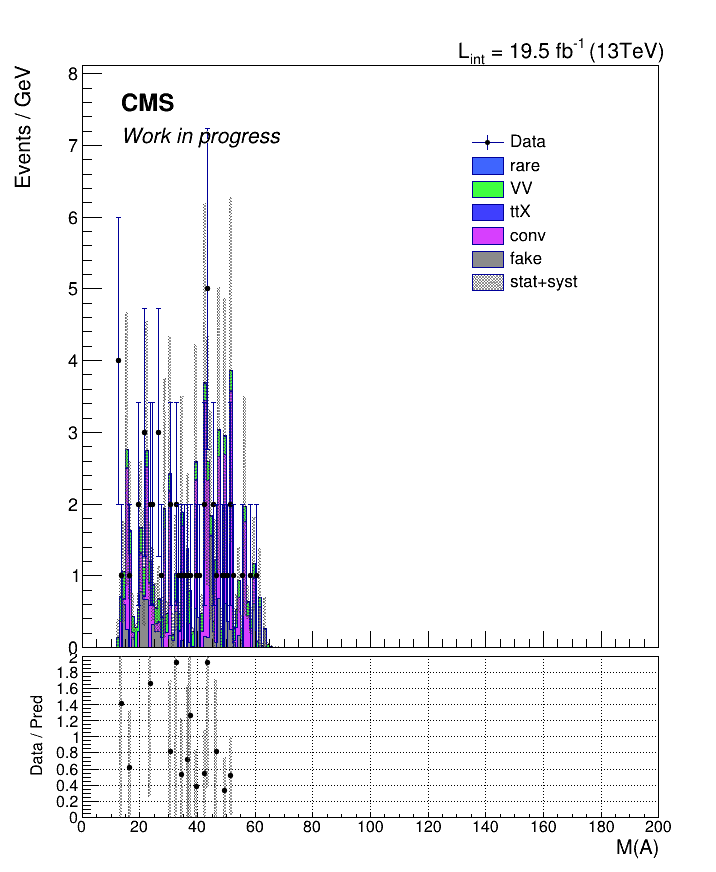 L_int = 19.5 fb^-1 (13TeV)
Events / GeV
8
CMS
Work in progress
7
Data
rare
VV
ttX
conv
fake
stat+syst
6
5
4
3
2
1
0
Data / Pred
2
1.8
1.6
1.4
1.2
1
0.8
0.6
0.4
0.2
0
0 20 40 60 80 100 120 140 160 180 200
M(A)